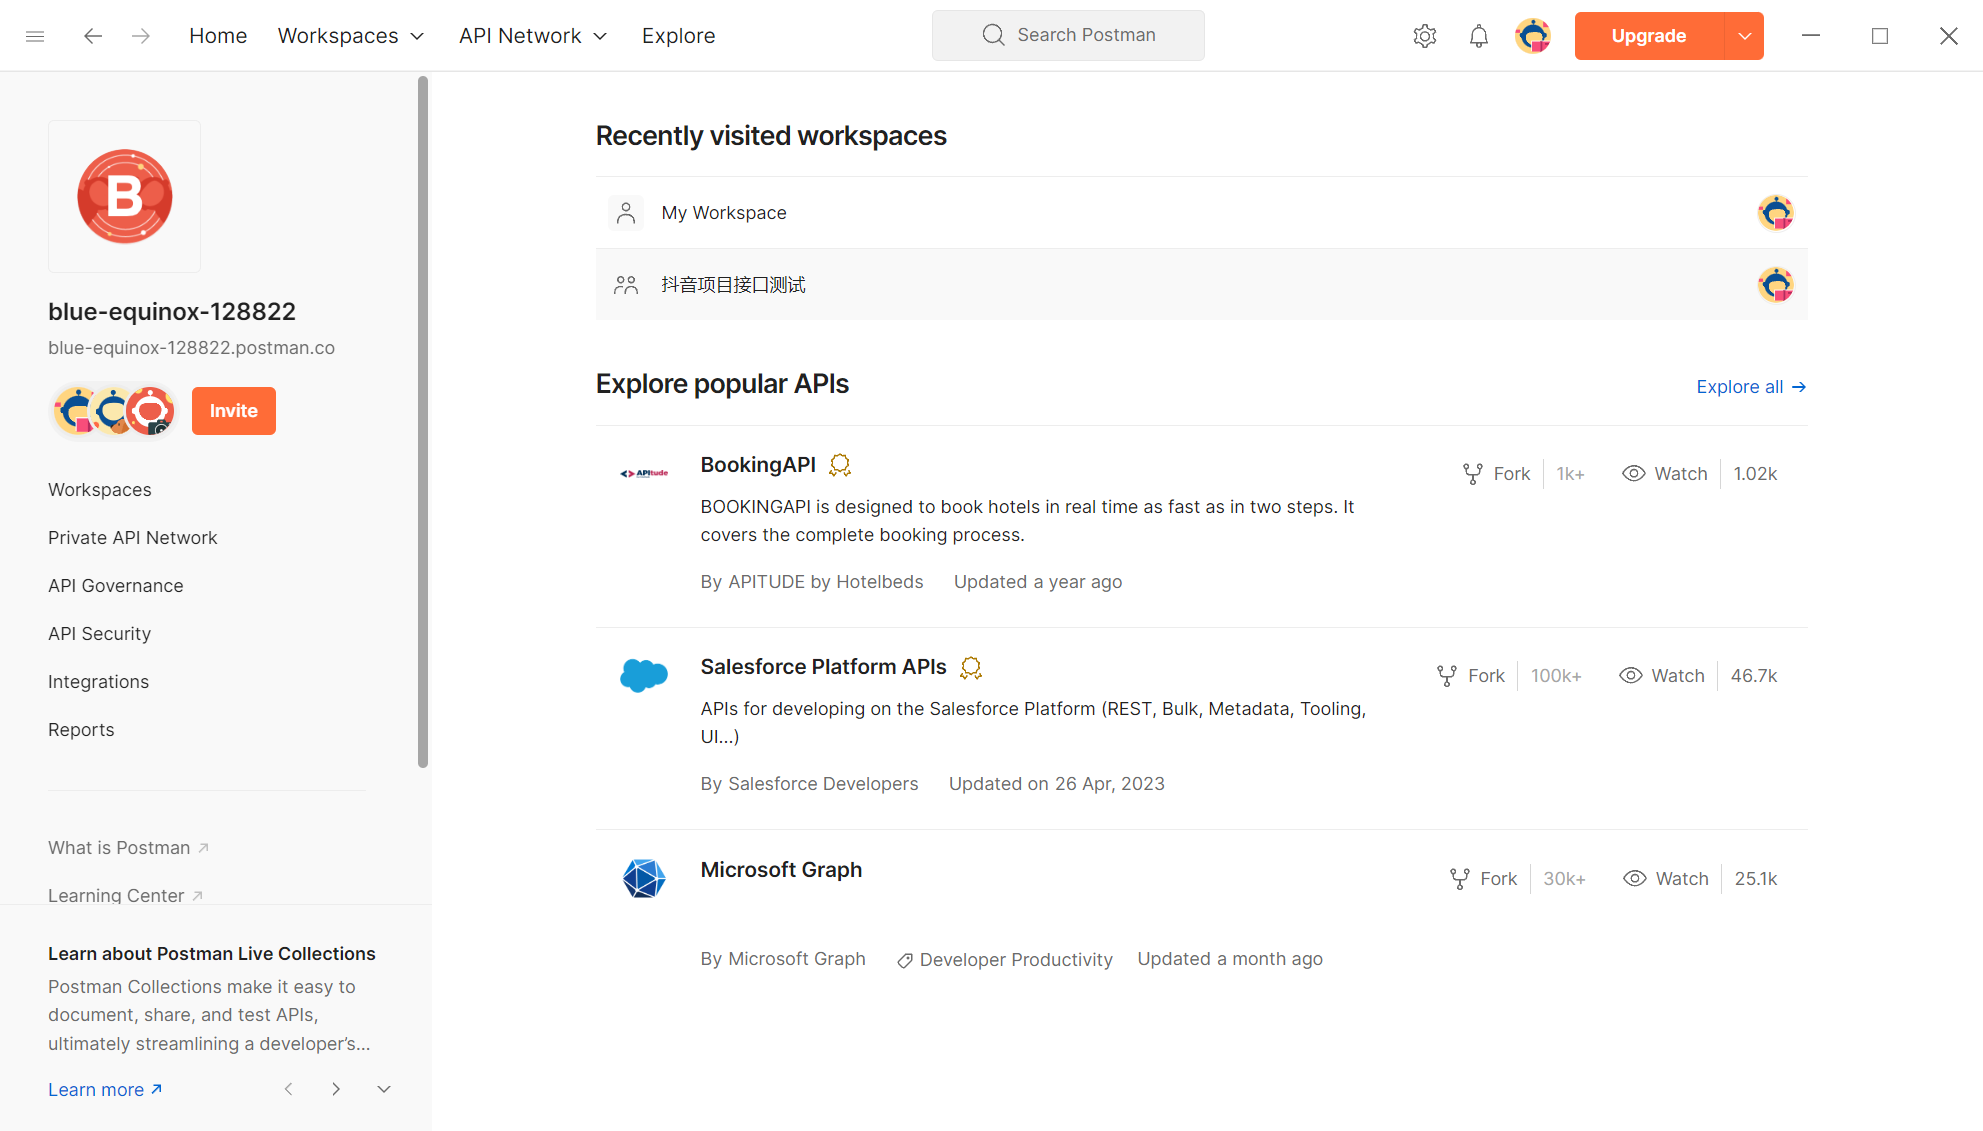 Home Workspaces API Network Explore Search Postman Upgrade
B
blue-equinox-128822
blue-equinox-128822.postman.co
Invite
Workspaces
Private API Network
API Governance
API Security
Integrations
Reports
What is Postman
Learning Center
Learn about Postman Live Collections
Postman Collections make it easy to
document, share, and test APIs,
ultimately streamlining a developer’s...
Learn more
Recently visited workspaces
My Workspace
抖音项目接口测试
Explore popular APIs Explore all →
<> APItude
BookingAPI Fork 1k+ Watch 1.02k
BOOKINGAPI is designed to book hotels in real time as fast as in two steps. It
covers the complete booking process.
By APITUDE by Hotelbeds Updated a year ago
Salesforce Platform APIs Fork 100k+ Watch 46.7k
APIs for developing on the Salesforce Platform (REST, Bulk, Metadata, Tooling,
UI...)
By Salesforce Developers Updated on 26 Apr, 2023
Microsoft Graph Fork 30k+ Watch 25.1k
By Microsoft Graph Developer Productivity Updated a month ago